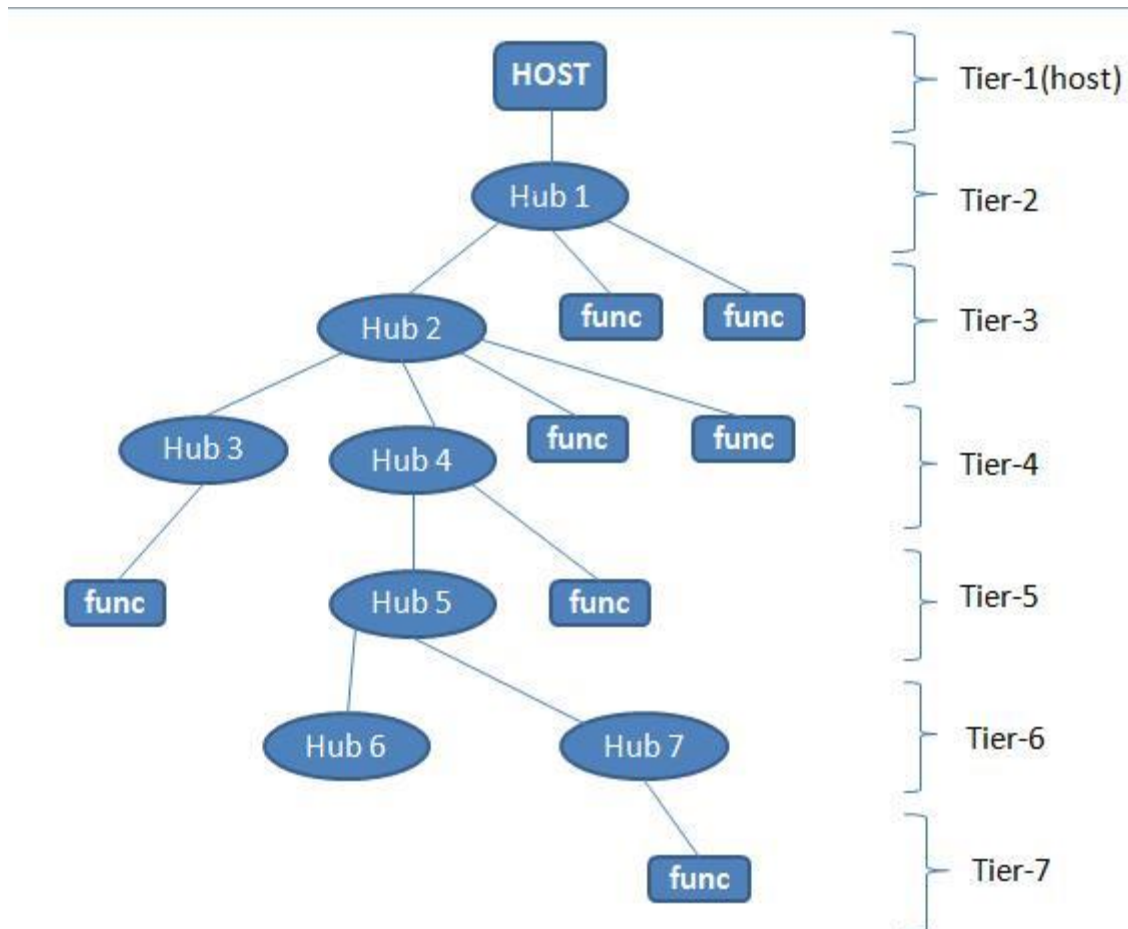 HOST
Tier-1(host)
Hub 1
Tier-2
Hub 2
func
func
Tier-3
Hub 3
Hub 4
func
func
Tier-4
func
Hub 5
func
Tier-5
Hub 6
Hub 7
Tier-6
func
Tier-7